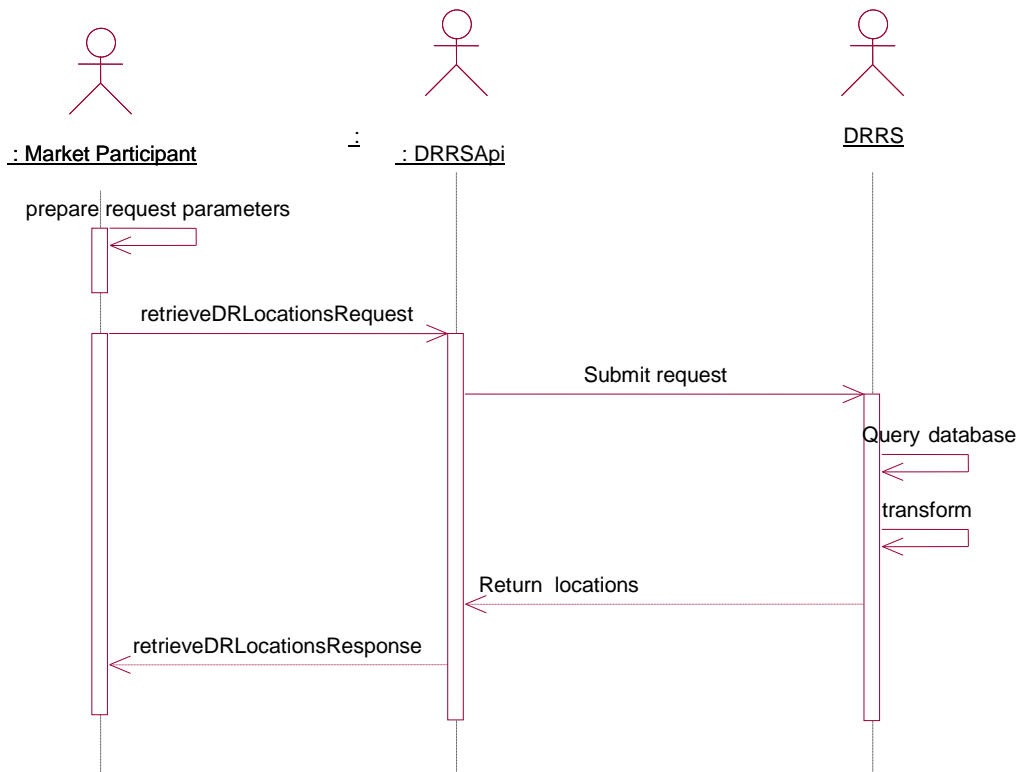 : Market Participant
:
: DRRSApi
DRRS
prepare request parameters
retrieveDRLocationsRequest
Submit request
Query database
transform
Return locations
retrieveDRLocationsResponse